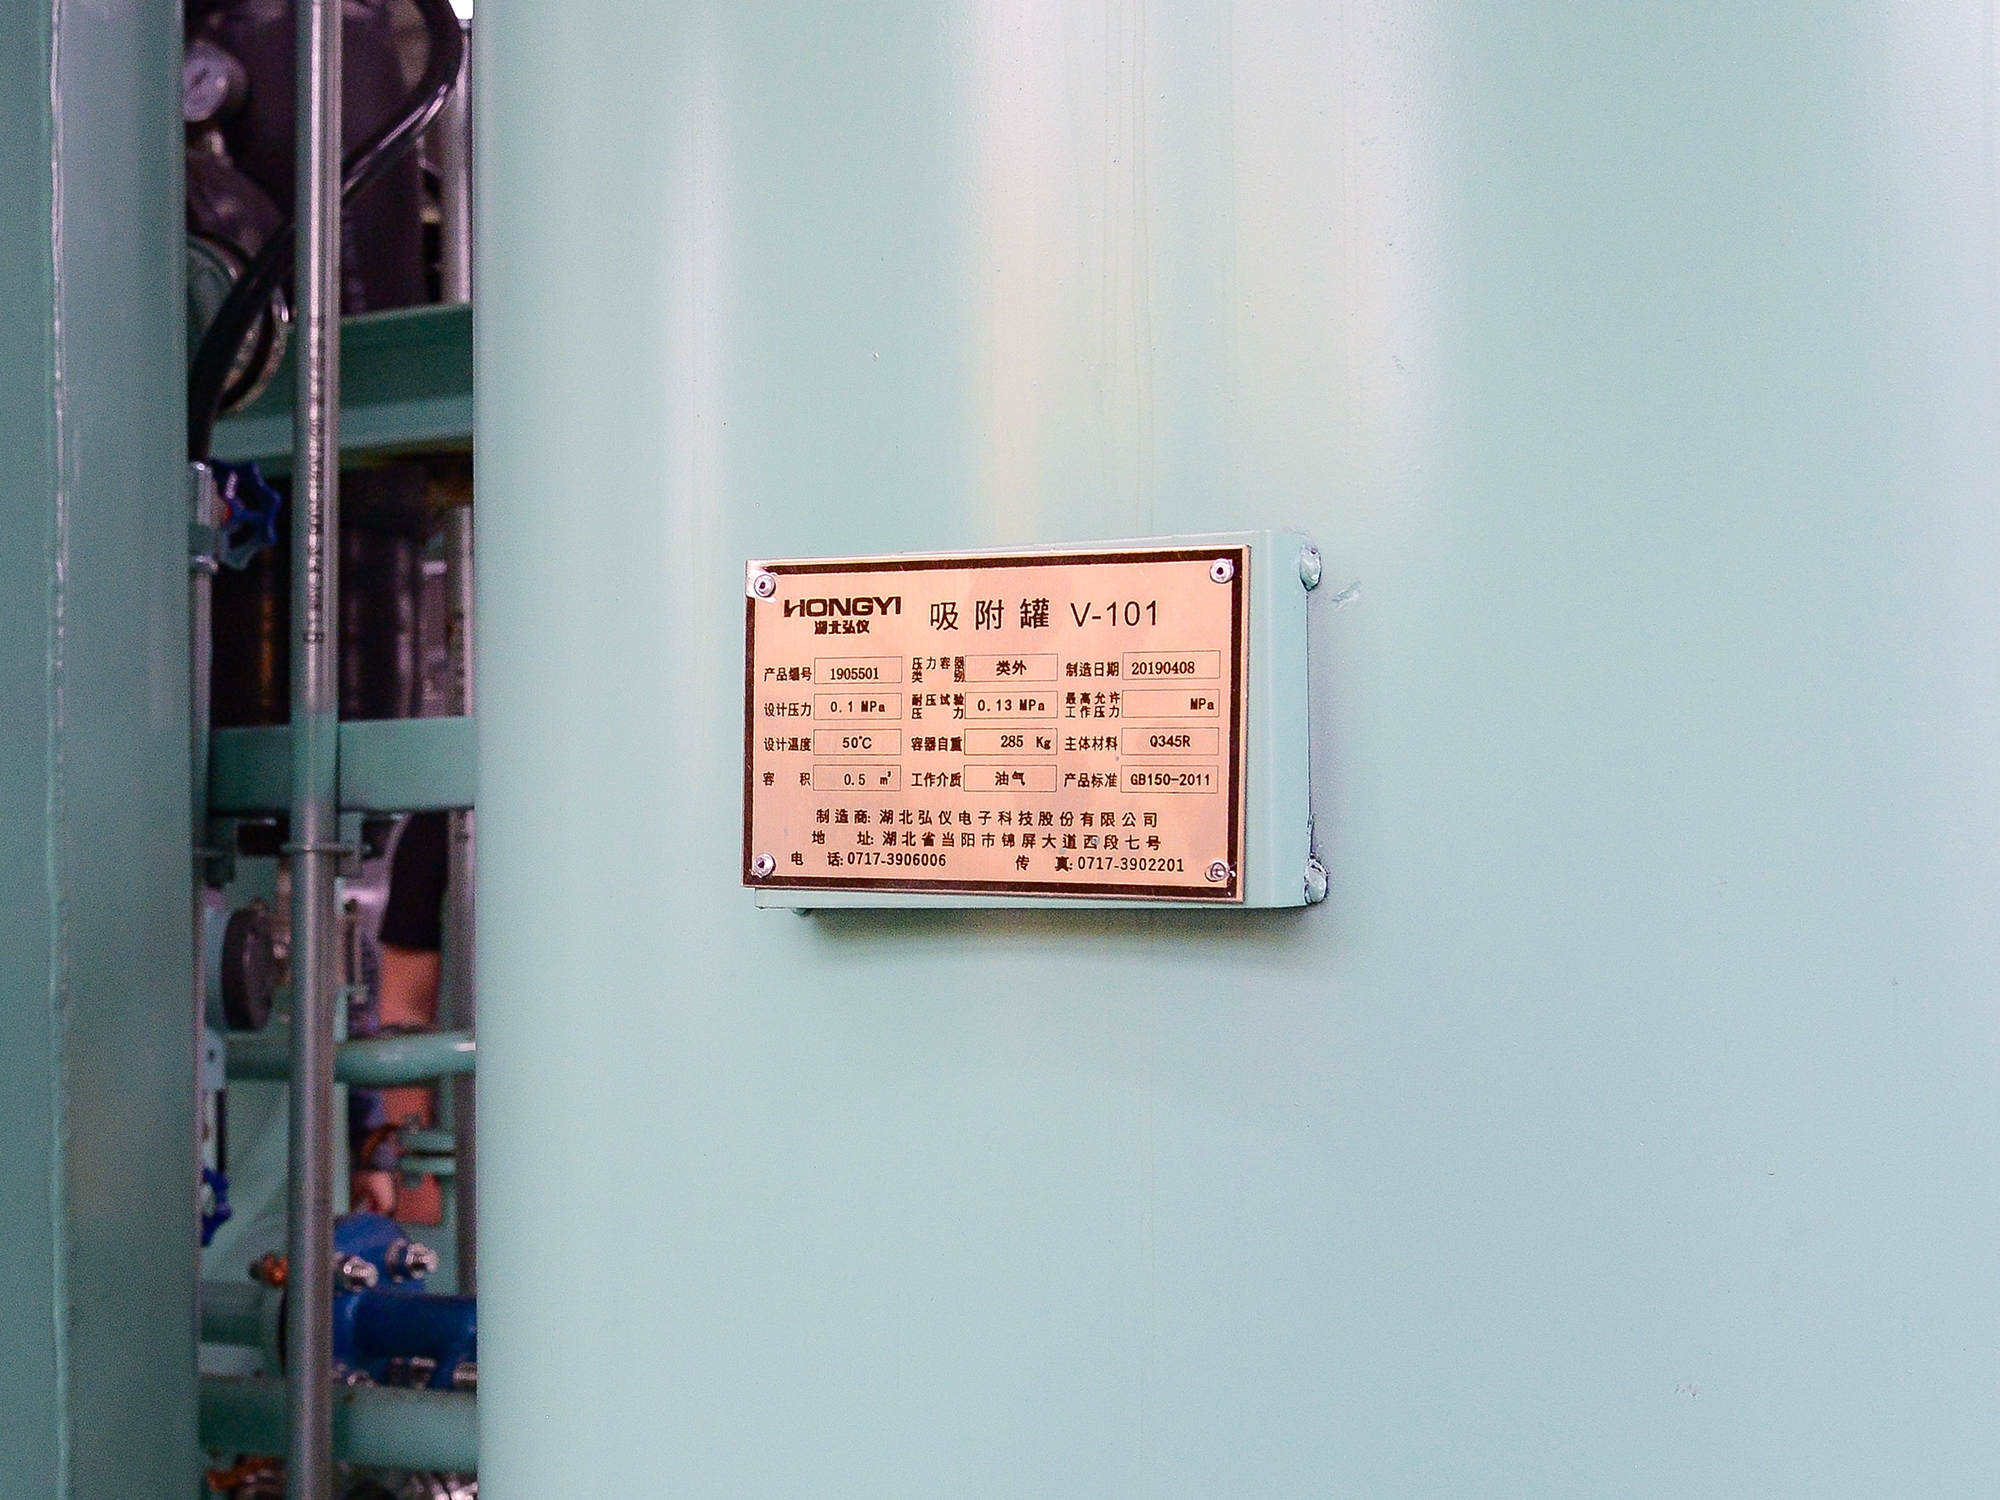 HONGYI
湖北弘仪
吸附罐 V-101
产品编号 1905501 压力容器类别 类外 制造日期 20190408
设计压力 0.1 MPa 耐压试验压力 0.13 MPa 最高允许工作压力 MPa
设计温度 50℃ 容器自重 285 Kg 主体材料 Q345R
容积 0.5 m³ 工作介质 油气 产品标准 GB150-2011
制造商: 湖北弘仪电子科技股份有限公司
地 址: 湖北省当阳市锦屏大道西段七号
电 话: 0717-3906006 传 真: 0717-3902201